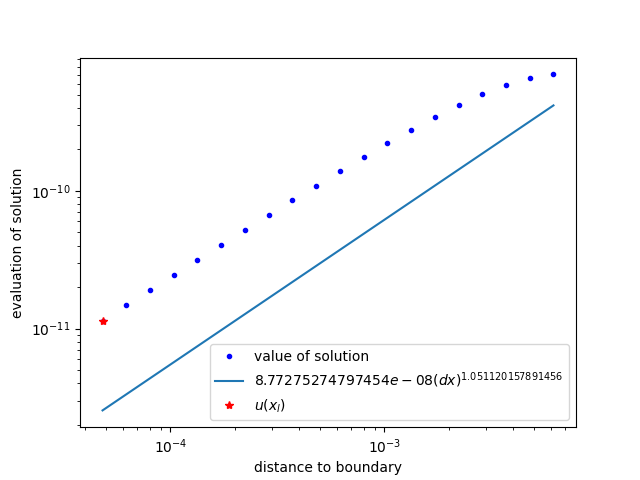 evaluation of solution
10⁻¹⁰
10⁻¹¹
10⁻⁴
10⁻³
distance to boundary
value of solution
8.77275274797454e − 08(dx)^1.051120157891456
u(x_I)